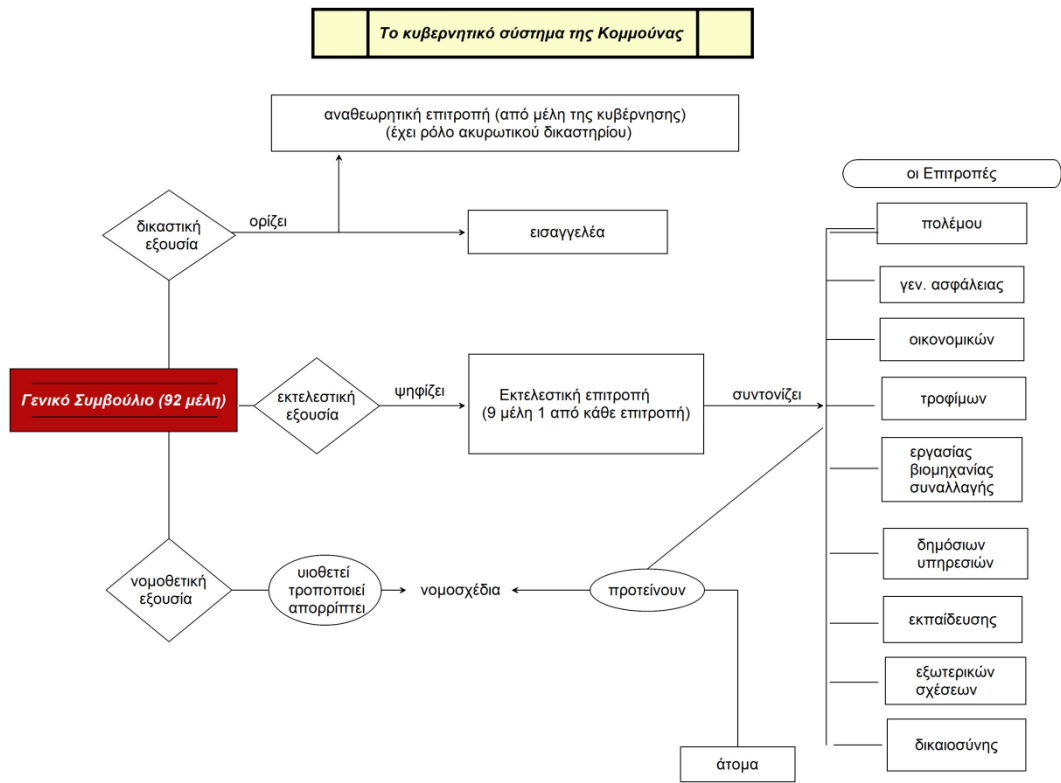 Το κυβερνητικό σύστημα της Κομμούνας
αναθεωρητική επιτροπή (από μέλη της κυβέρνησης)
(έχει ρόλο ακυρωτικού δικαστηρίου)
οι Επιτροπές
δικαστική
εξουσία
ορίζει
εισαγγελέα
πολέμου
γεν. ασφάλειας
οικονομικών
Γενικό Συμβούλιο (92 μέλη)
εκτελεστική
εξουσία
ψηφίζει
Εκτελεστική επιτροπή
(9 μέλη 1 από κάθε επιτροπή)
συντονίζει
τροφίμων
εργασίας
βιομηχανίας
συναλλαγής
δημόσιων
υπηρεσιών
νομοθετική
εξουσία
υιοθετεί
τροποποιεί
απορρίπτει
νομοσχέδια
προτείνουν
εκπαίδευσης
εξωτερικών
σχέσεων
δικαιοσύνης
άτομα